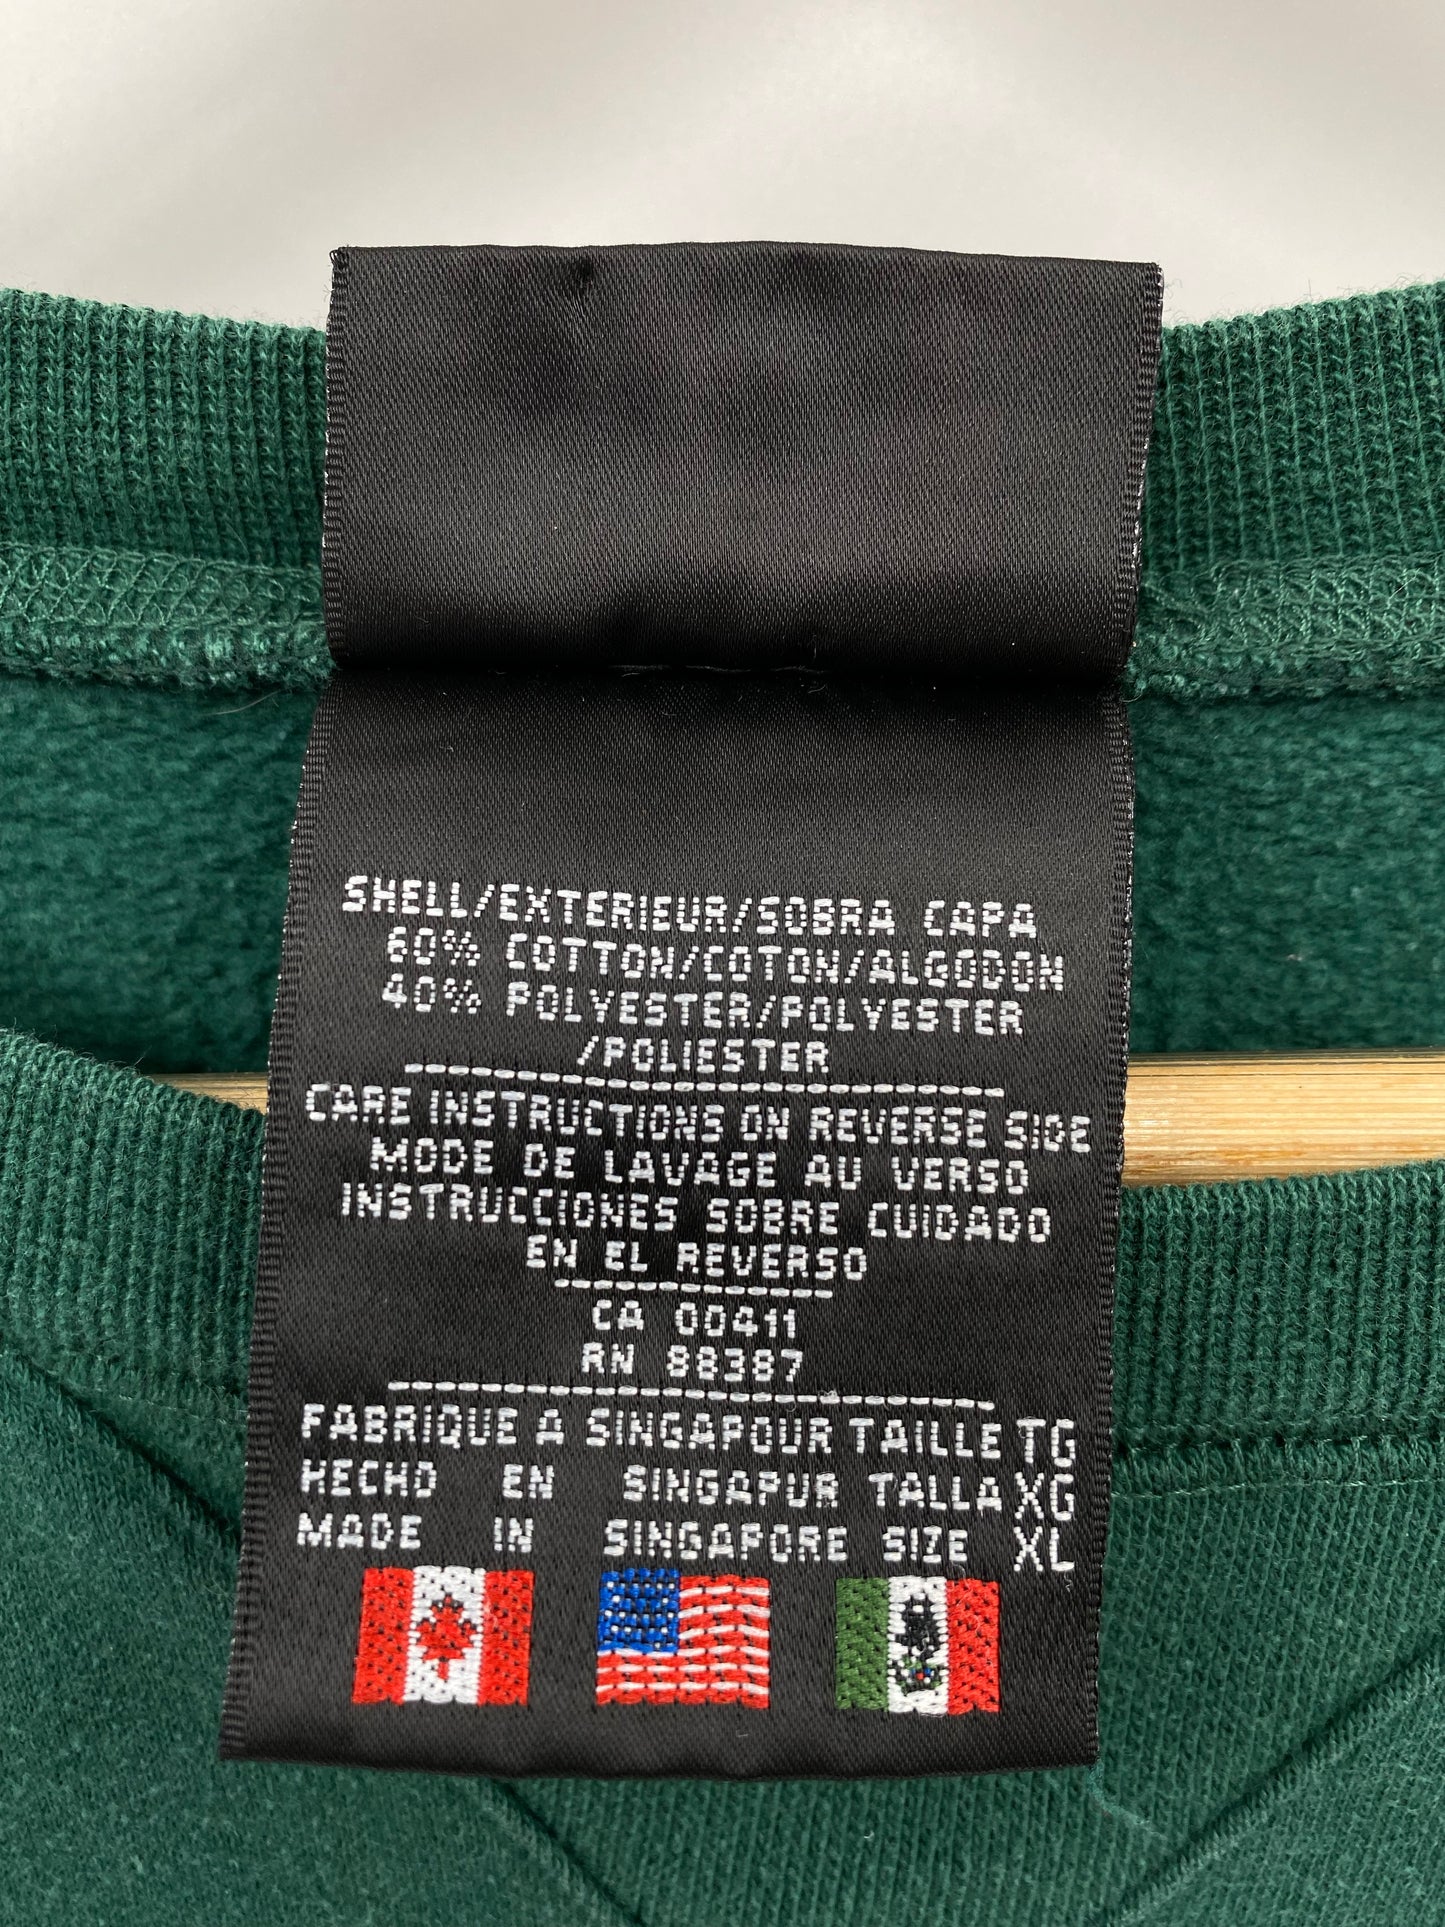 SHELL/EXTERIEUR/SOBRA CAPA
60% COTTON/COTON/ALGODON
40% POLYESTER/POLYESTER
/POLIESTER
CARE INSTRUCTIONS ON REVERSE SIDE
MODE DE LAVAGE AU VERSO
INSTRUCCIONES SOBRE CUIDADO
EN EL REVERSO
CA 00411
RN 88387
FABRIQUE A SINGAPOUR TAILLE TG
HECHO EN SINGAPUR TALLA XG
MADE IN SINGAPORE SIZE XL